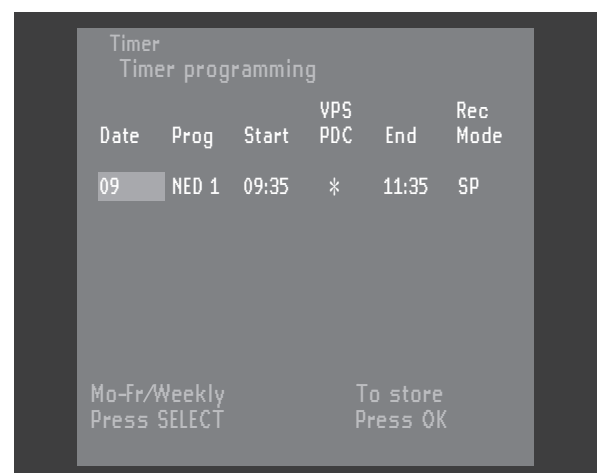 Timer
Timer programming
VPS Rec
Date Prog Start PDC End Mode
09 NED 1 09:35 * 11:35 SP
Mo-Fr/Weekly To store
Press SELECT Press OK